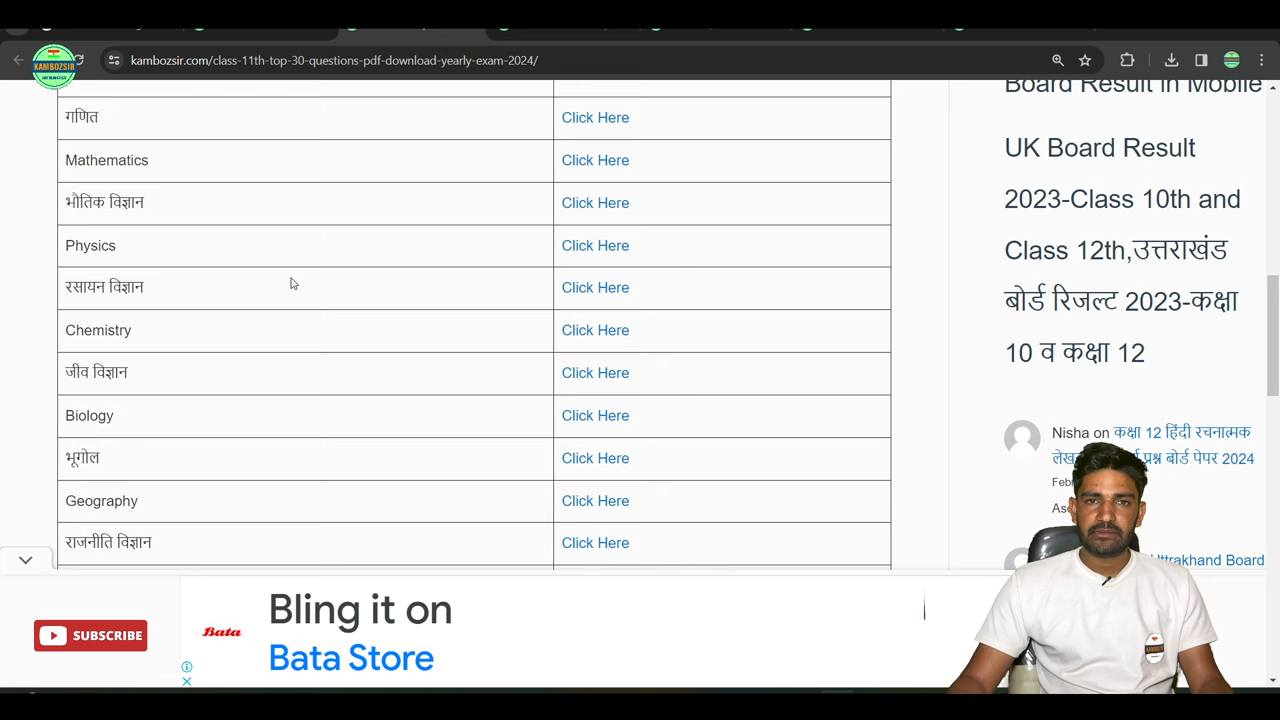 kambozsir.com/class-11th-top-30-questions-pdf-download-yearly-exam-2024/
KAMBOZSIR
गणित Click Here
Mathematics Click Here
भौतिक विज्ञान Click Here
Physics Click Here
रसायन विज्ञान Click Here
Chemistry Click Here
जीव विज्ञान Click Here
Biology Click Here
भूगोल Click Here
Geography Click Here
राजनीति विज्ञान Click Here
Board Result in Mobile
UK Board Result
2023-Class 10th and
Class 12th,उत्तराखंड
बोर्ड रिजल्ट 2023-कक्षा
10 व कक्षा 12
Nisha on कक्षा 12 हिंदी रचनात्मक
प्रश्न बोर्ड पेपर 2024
Uttrakhand Board
SUBSCRIBE
Bata
Bling it on
Bata Store